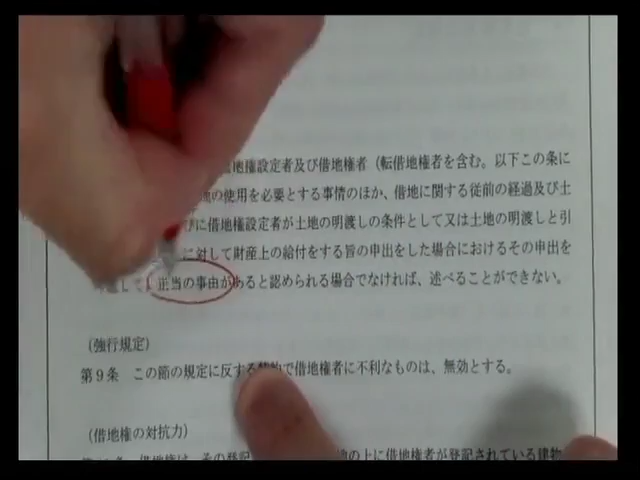 地権設定者及び借地権者（転借地権者を含む。以下この条に
の使用を必要とする事情のほか、借地に関する従前の経過及び土
びに借地権設定者が土地の明渡しの条件として又は土地の明渡しと引
に対して財産上の給付をする旨の申出をした場合におけるその申出を
して、正当の事由があると認められる場合でなければ、述べることができない。
（強行規定）
第9条　この節の規定に反する特約で借地権者に不利なものは、無効とする。
（借地権の対抗力）
借地権は、その登記
の上に借地権者が登記されている建物